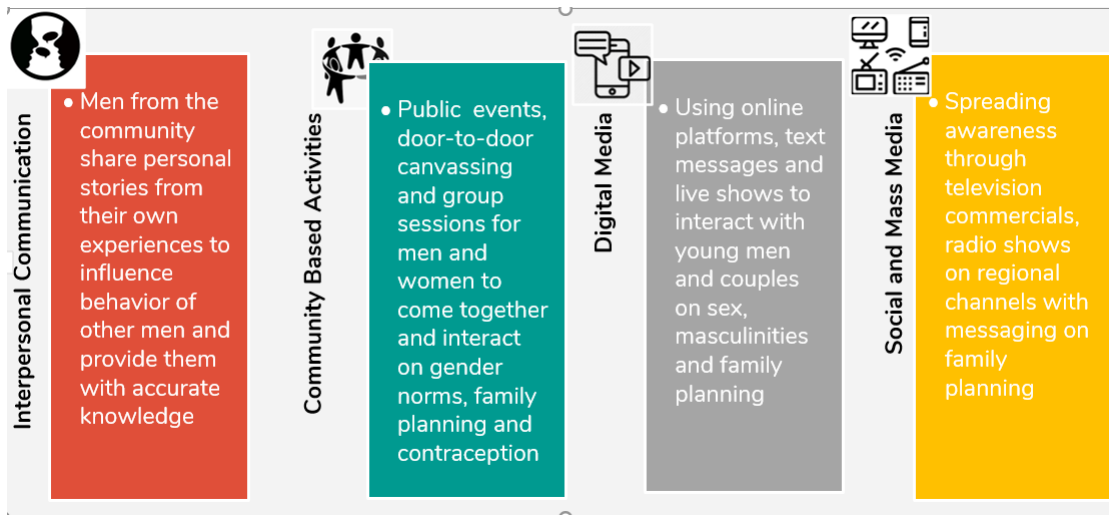 Interpersonal Communication
• Men from the
community
share personal
stories from
their own
experiences to
influence
behavior of
other men and
provide them
with accurate
knowledge
Community Based Activities
• Public events,
door-to-door
canvassing
and group
sessions for
men and
women to
come together
and interact
on gender
norms, family
planning and
contraception
Digital Media
• Using online
platforms, text
messages and
live shows to
interact with
young men
and couples
on sex,
masculinities
and family
planning
Social and Mass Media
• Spreading
awareness
through
television
commercials,
radio shows
on regional
channels with
messaging on
family
planning